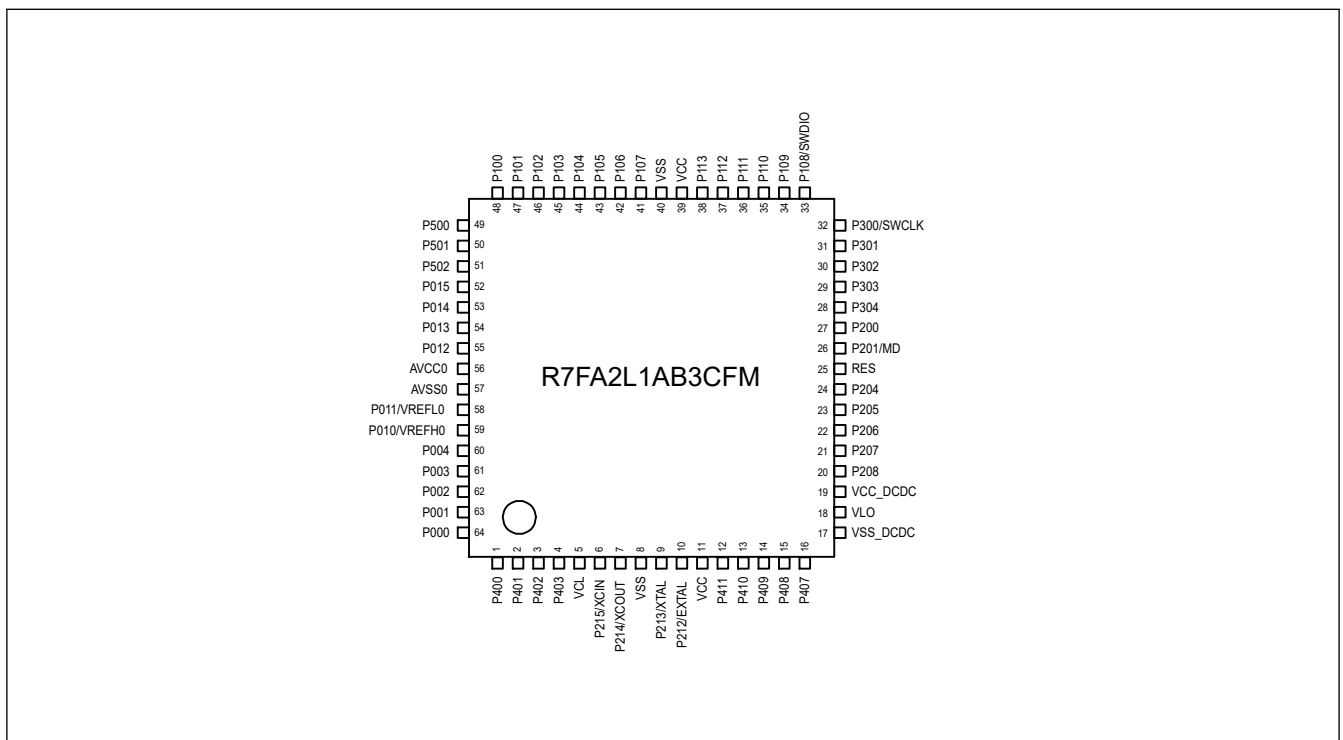 P100
P101
P102
P103
P104
P105
P106
P107
VSS
VCC
P113
P112
P111
P110
P109
P108/SWDIO
48
47
46
45
44
43
42
41
40
39
38
37
36
35
34
33
P500 49
P501 50
P502 51
P015 52
P014 53
P013 54
P012 55
AVCC0 56
AVSS0 57
P011/VREFL0 58
P010/VREFH0 59
P004 60
P003 61
P002 62
P001 63
P000 64
R7FA2L1AB3CFM
32 P300/SWCLK
31 P301
30 P302
29 P303
28 P304
27 P200
26 P201/MD
25 RES
24 P204
23 P205
22 P206
21 P207
20 P208
19 VCC_DCDC
18 VLO
17 VSS_DCDC
1
2
3
4
5
6
7
8
9
10
11
12
13
14
15
16
P400
P401
P402
P403
VCL
P215/XCIN
P214/XCOUT
VSS
P213/XTAL
P212/EXTAL
VCC
P411
P410
P409
P408
P407